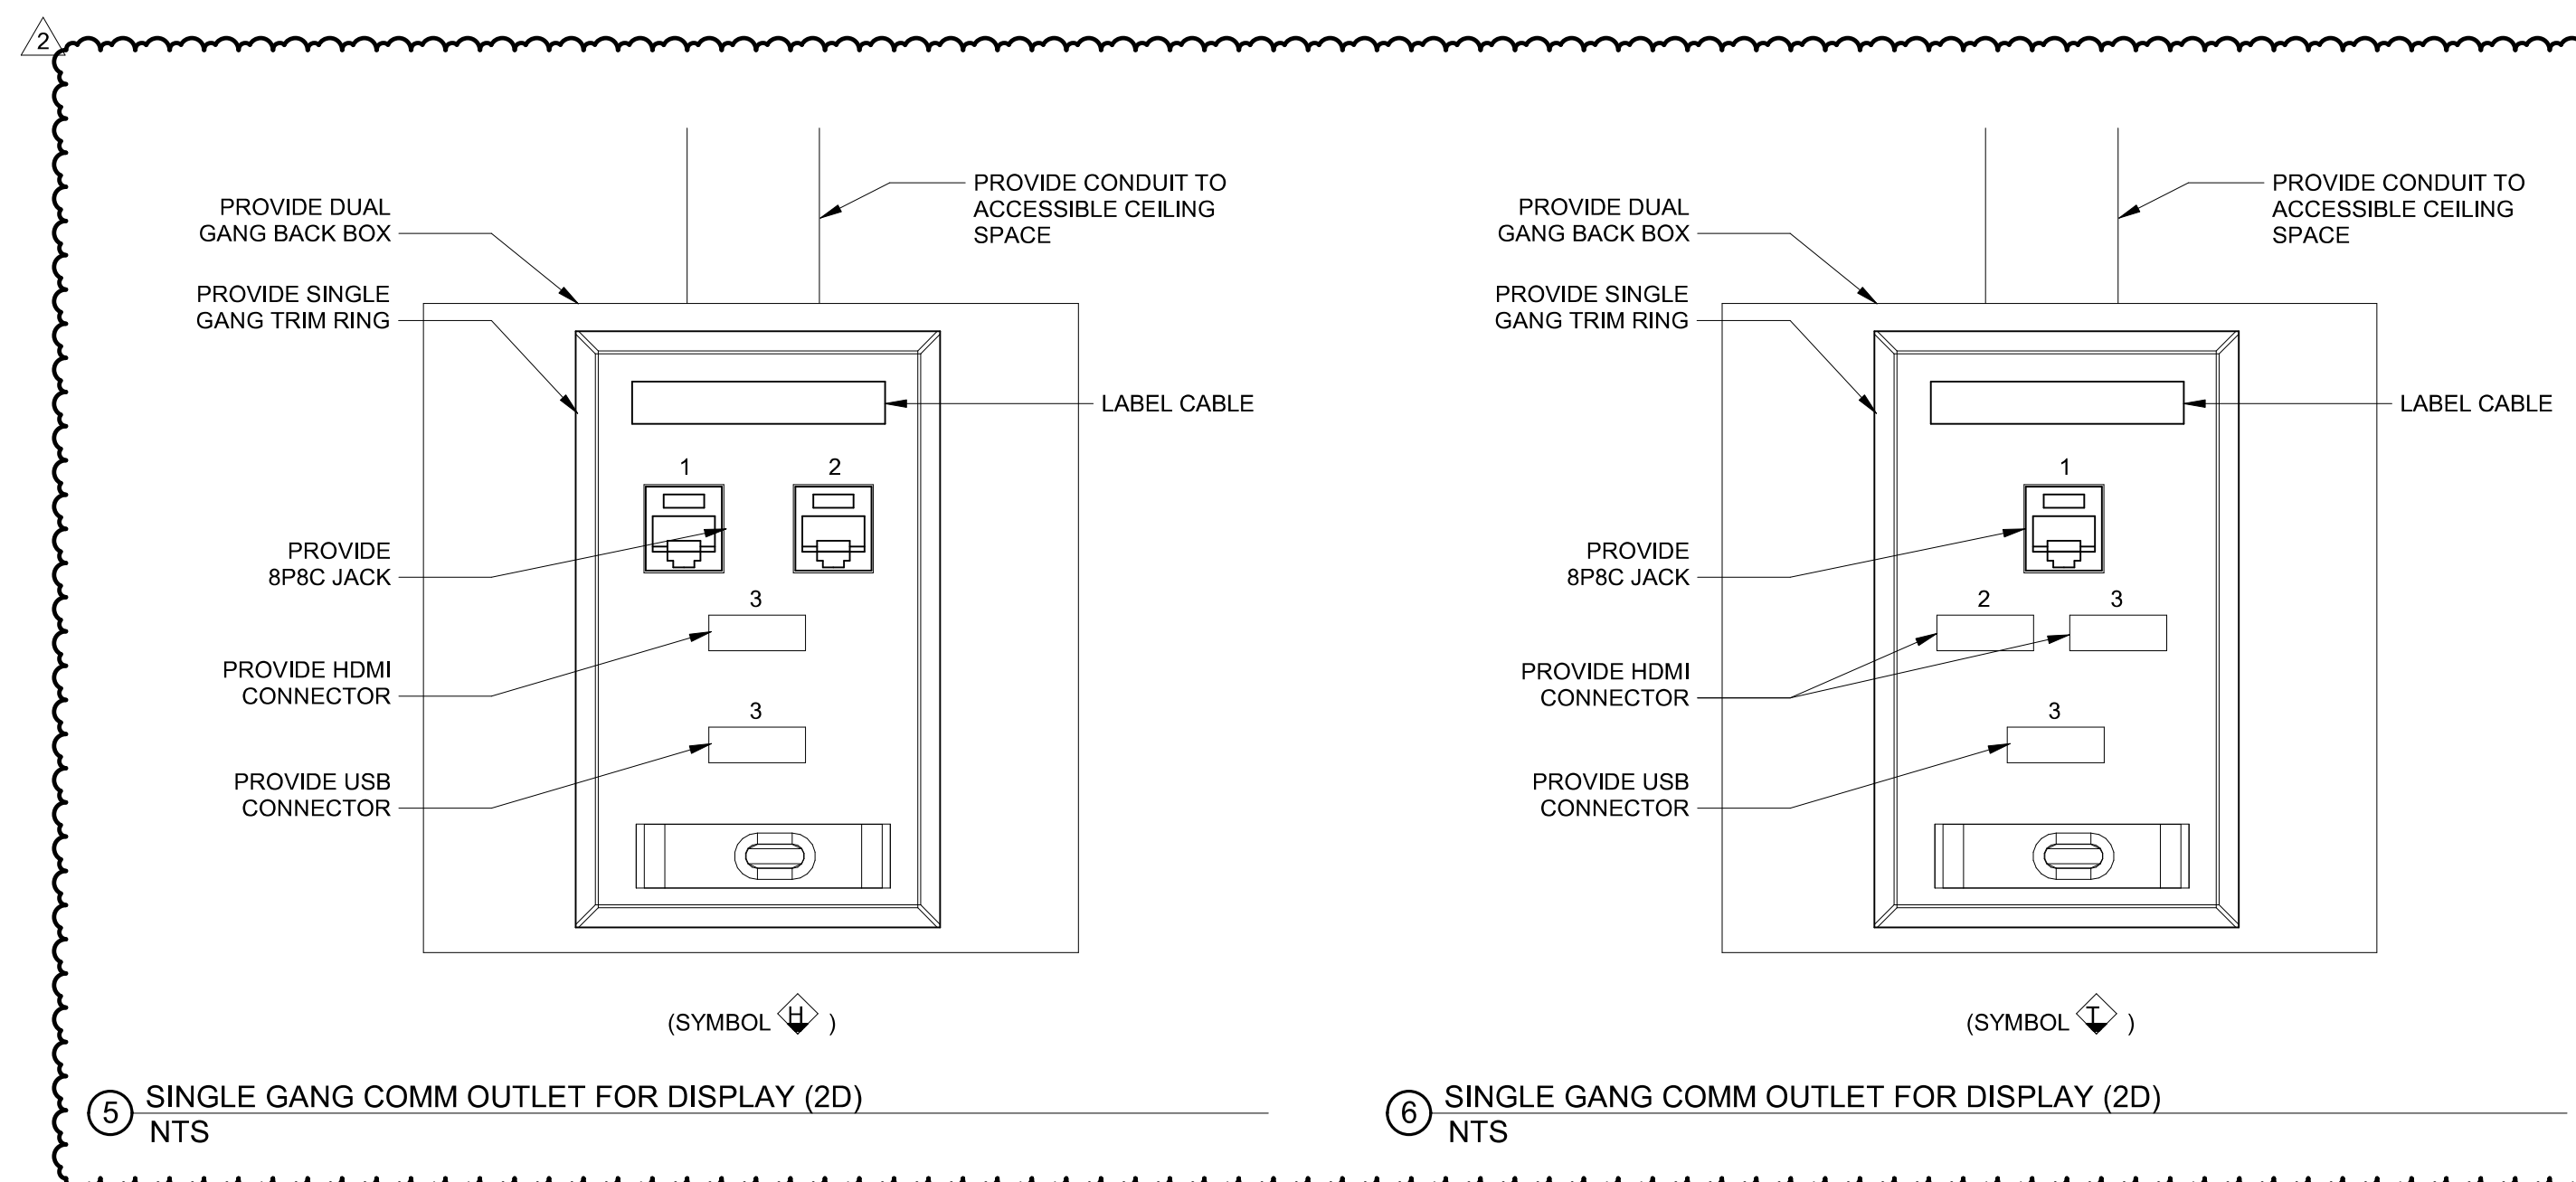 2
PROVIDE DUAL
GANG BACK BOX
PROVIDE SINGLE
GANG TRIM RING
PROVIDE CONDUIT TO
ACCESSIBLE CEILING
SPACE
LABEL CABLE
1
2
PROVIDE
8P8C JACK
3
PROVIDE HDMI
CONNECTOR
3
PROVIDE USB
CONNECTOR
(SYMBOL H )
5
SINGLE GANG COMM OUTLET FOR DISPLAY (2D)
NTS
PROVIDE DUAL
GANG BACK BOX
PROVIDE SINGLE
GANG TRIM RING
PROVIDE CONDUIT TO
ACCESSIBLE CEILING
SPACE
LABEL CABLE
1
PROVIDE
8P8C JACK
2
3
PROVIDE HDMI
CONNECTOR
3
PROVIDE USB
CONNECTOR
(SYMBOL T )
6
SINGLE GANG COMM OUTLET FOR DISPLAY (2D)
NTS